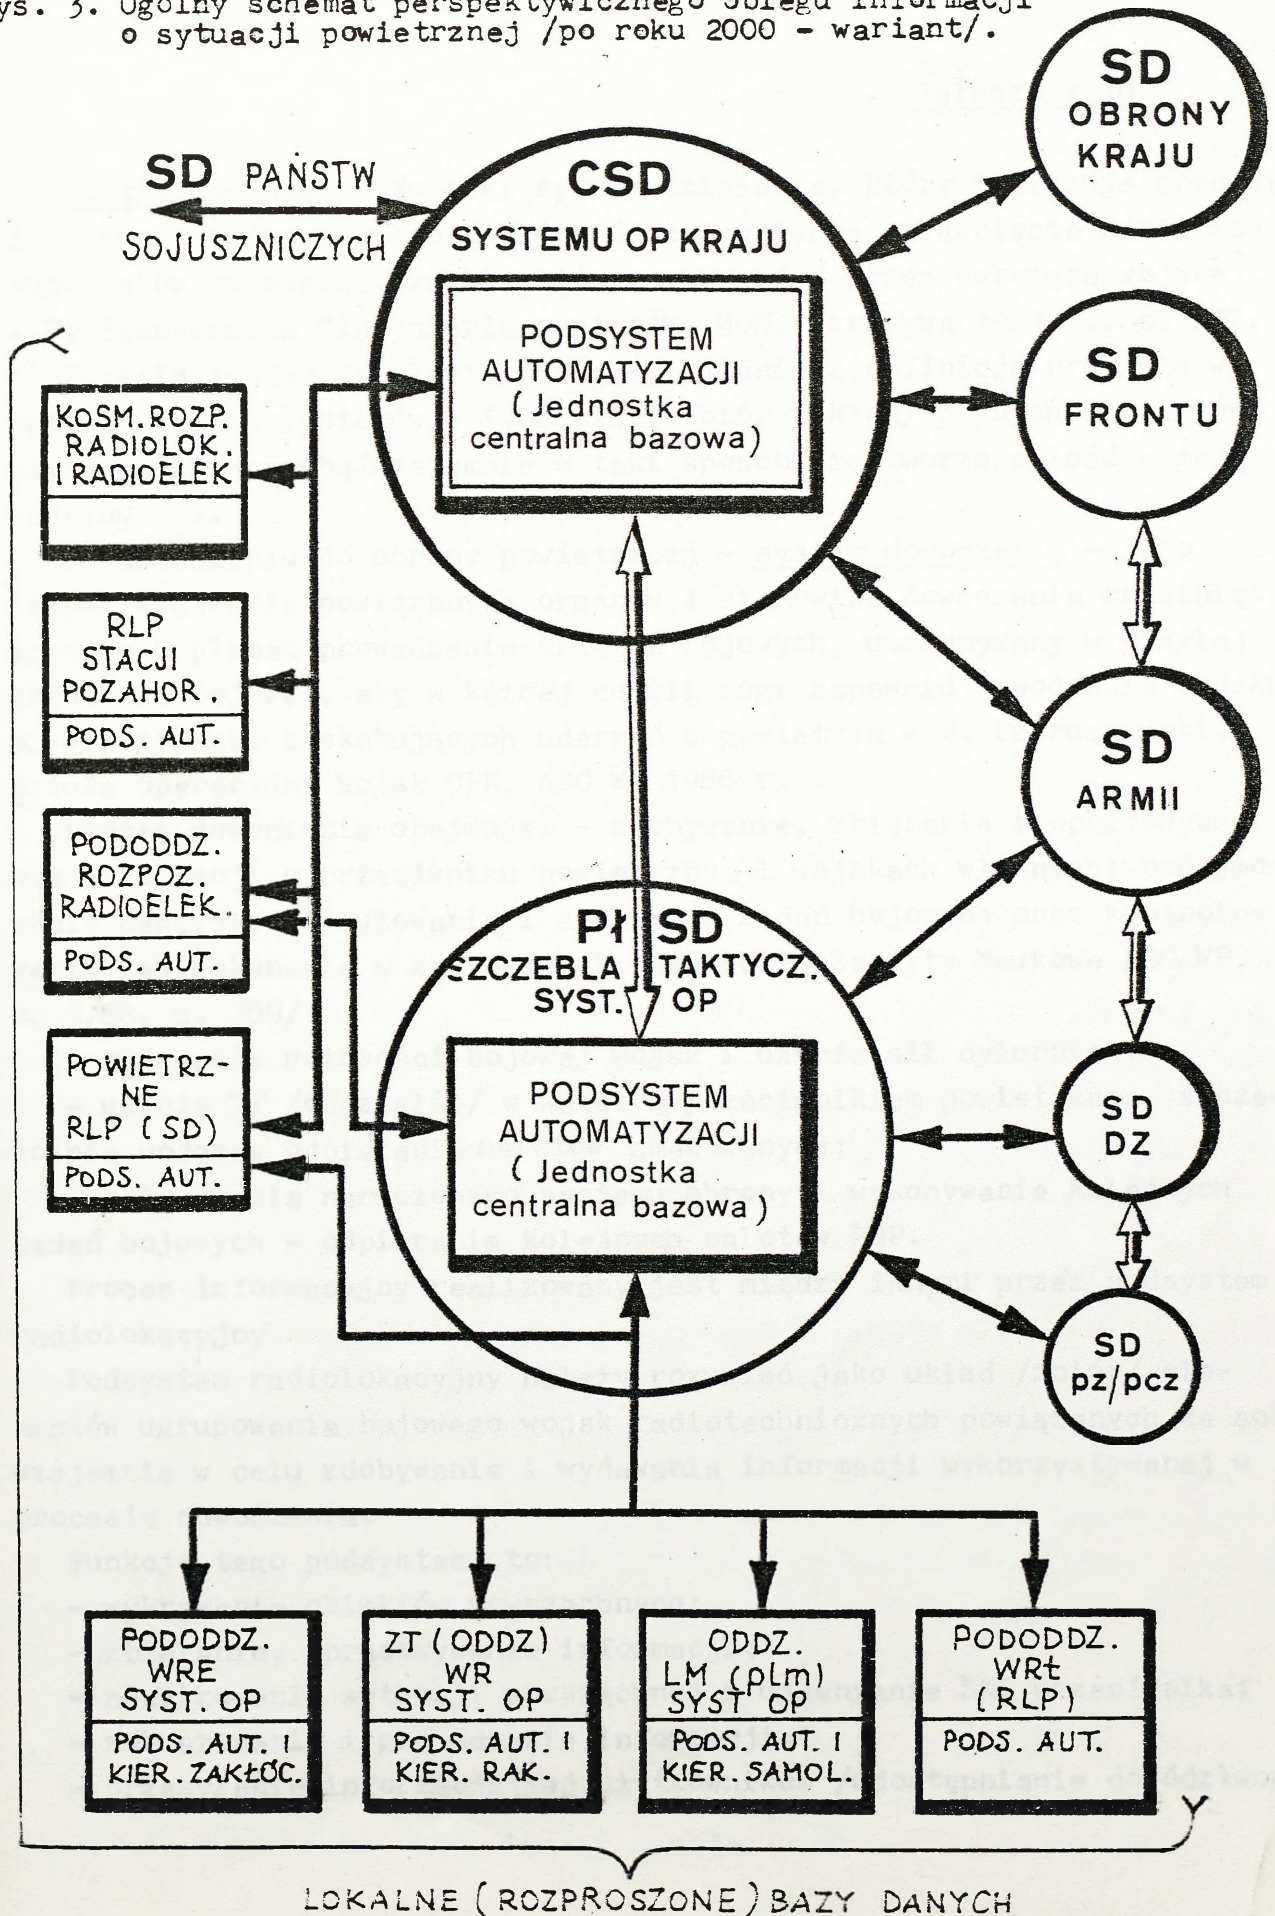 ys. 3. Ogólny schemat perspektywicznego obiegu informacji
o sytuacji powietrznej /po roku 2000 - wariant/.
SD
OBRONY
KRAJU
SD PAŃSTW
SOJUSZNICZYCH
CSD
SYSTEMU OP KRAJU
PODSYSTEM
AUTOMATYZACJI
(Jednostka
centralna bazowa)
SD
FRONTU
KOSM. ROZP.
RADIOLOK.
I RADIOELEK
RLP
STACJI
POZAHOR.
PODS. AUT.
SD
ARMII
PODODDZ.
ROZPOZ.
RADIOELEK.
PODS. AUT.
SD
SZCZEBLA TAKTYCZ.
SYST. OP
PODSYSTEM
AUTOMATYZACJI
(Jednostka
centralna bazowa)
POWIETRZ-
NE
RLP (SD)
PODS. AUT.
SD
DZ
SD
pz/pcz
PODODDZ.
WRE
SYST. OP
PODS. AUT. I
KIER. ZAKŁÓC.
ZT (ODDZ)
WR
SYST. OP
PODS. AUT. I
KIER. RAK.
ODDZ.
LM (plm)
SYST. OP
PODS. AUT. I
KIER. SAMOL.
PODODDZ.
WRt
(RLP)
PODS. AUT.
LOKALNE (ROZPROSZONE) BAZY DANYCH